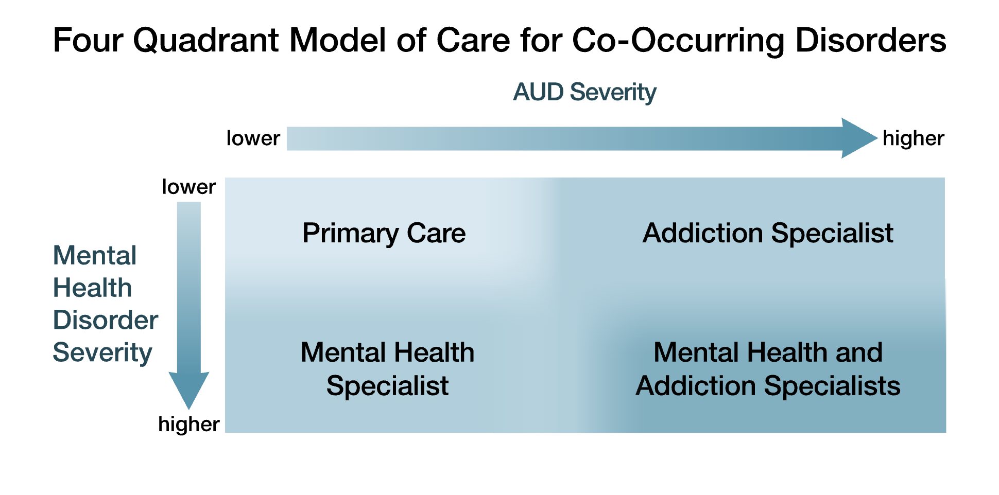 Four Quadrant Model of Care for Co-Occurring Disorders
AUD Severity
lower
higher
lower
Mental
Health
Disorder
Severity
higher
Primary Care
Addiction Specialist
Mental Health
Specialist
Mental Health and
Addiction Specialists